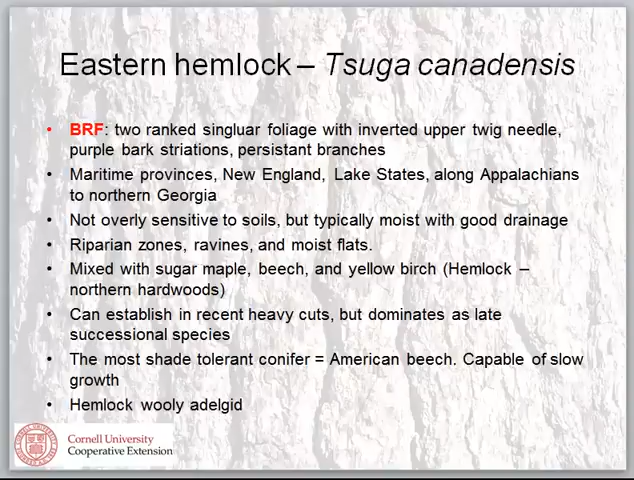 Eastern hemlock – Tsuga canadensis
• BRF: two ranked singluar foliage with inverted upper twig needle,
purple bark striations, persistant branches
• Maritime provinces, New England, Lake States, along Appalachians
to northern Georgia
• Not overly sensitive to soils, but typically moist with good drainage
• Riparian zones, ravines, and moist flats.
• Mixed with sugar maple, beech, and yellow birch (Hemlock –
northern hardwoods)
• Can establish in recent heavy cuts, but dominates as late
successional species
• The most shade tolerant conifer = American beech. Capable of slow
growth
• Hemlock wooly adelgid
Cornell University
Cooperative Extension